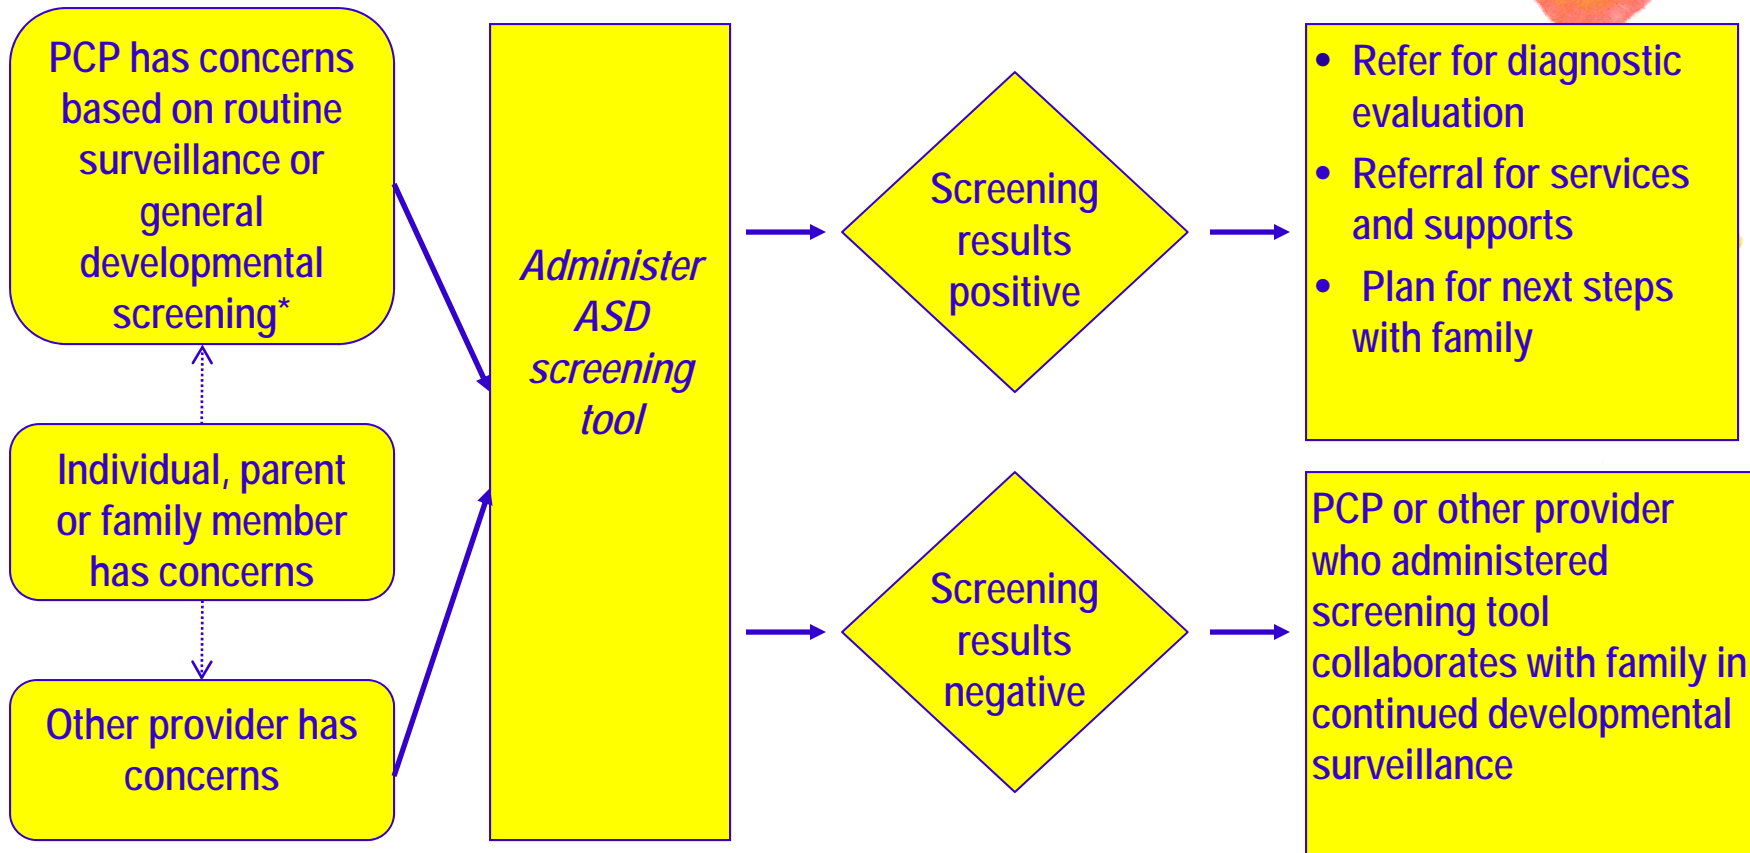 PCP has concerns
based on routine
surveillance or
general
developmental
screening*
Individual, parent
or family member
has concerns
Other provider has
concerns
Administer
ASD
screening
tool
Screening
results
positive
Screening
results
negative
• Refer for diagnostic
evaluation
• Referral for services
and supports
• Plan for next steps
with family
PCP or other provider
who administered
screening tool
collaborates with family in
continued developmental
surveillance